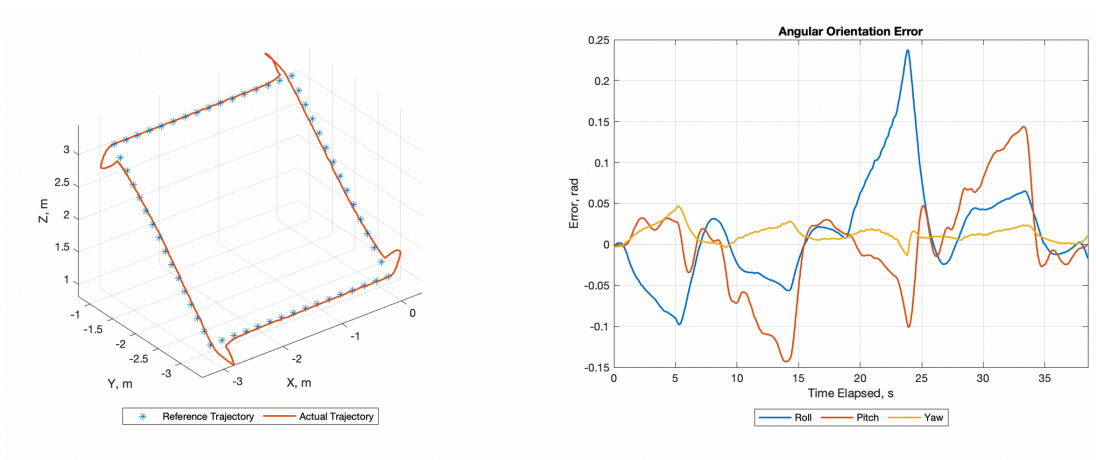 3
2.5
2
1.5
1
Z, m
-1
-1.5
-2
-2.5
-3
Y, m
-3
-2
-1
0
X, m
Reference Trajectory Actual Trajectory
Angular Orientation Error
0.25
0.2
0.15
0.1
0.05
0
-0.05
-0.1
-0.15
Error, rad
0 5 10 15 20 25 30 35
Time Elapsed, s
Roll Pitch Yaw